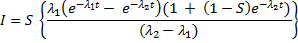 I = S {λ₁(e^(−λ₁t) − e^(−λ₂t))(1 + (1 − S)e^(−λ₂t)) / (λ₂ − λ₁)}